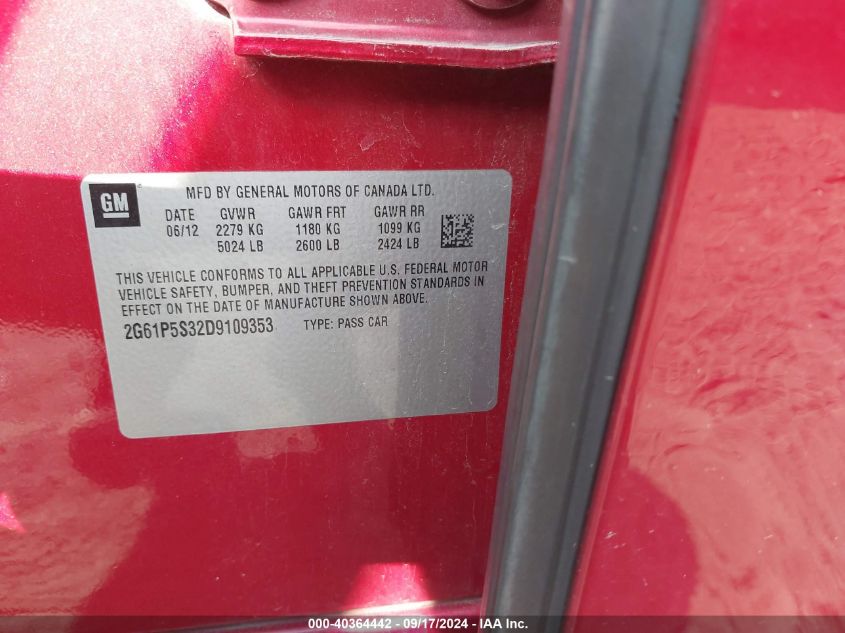 GM
MFD BY GENERAL MOTORS OF CANADA LTD.
DATE GVWR GAWR FRT GAWR RR
06/12 2279 KG 1180 KG 1099 KG
5024 LB 2600 LB 2424 LB
THIS VEHICLE CONFORMS TO ALL APPLICABLE U.S. FEDERAL MOTOR
VEHICLE SAFETY, BUMPER, AND THEFT PREVENTION STANDARDS IN
EFFECT ON THE DATE OF MANUFACTURE SHOWN ABOVE.
2G61P5S32D9109353 TYPE: PASS CAR
000-40364442 - 09/17/2024 - IAA Inc.